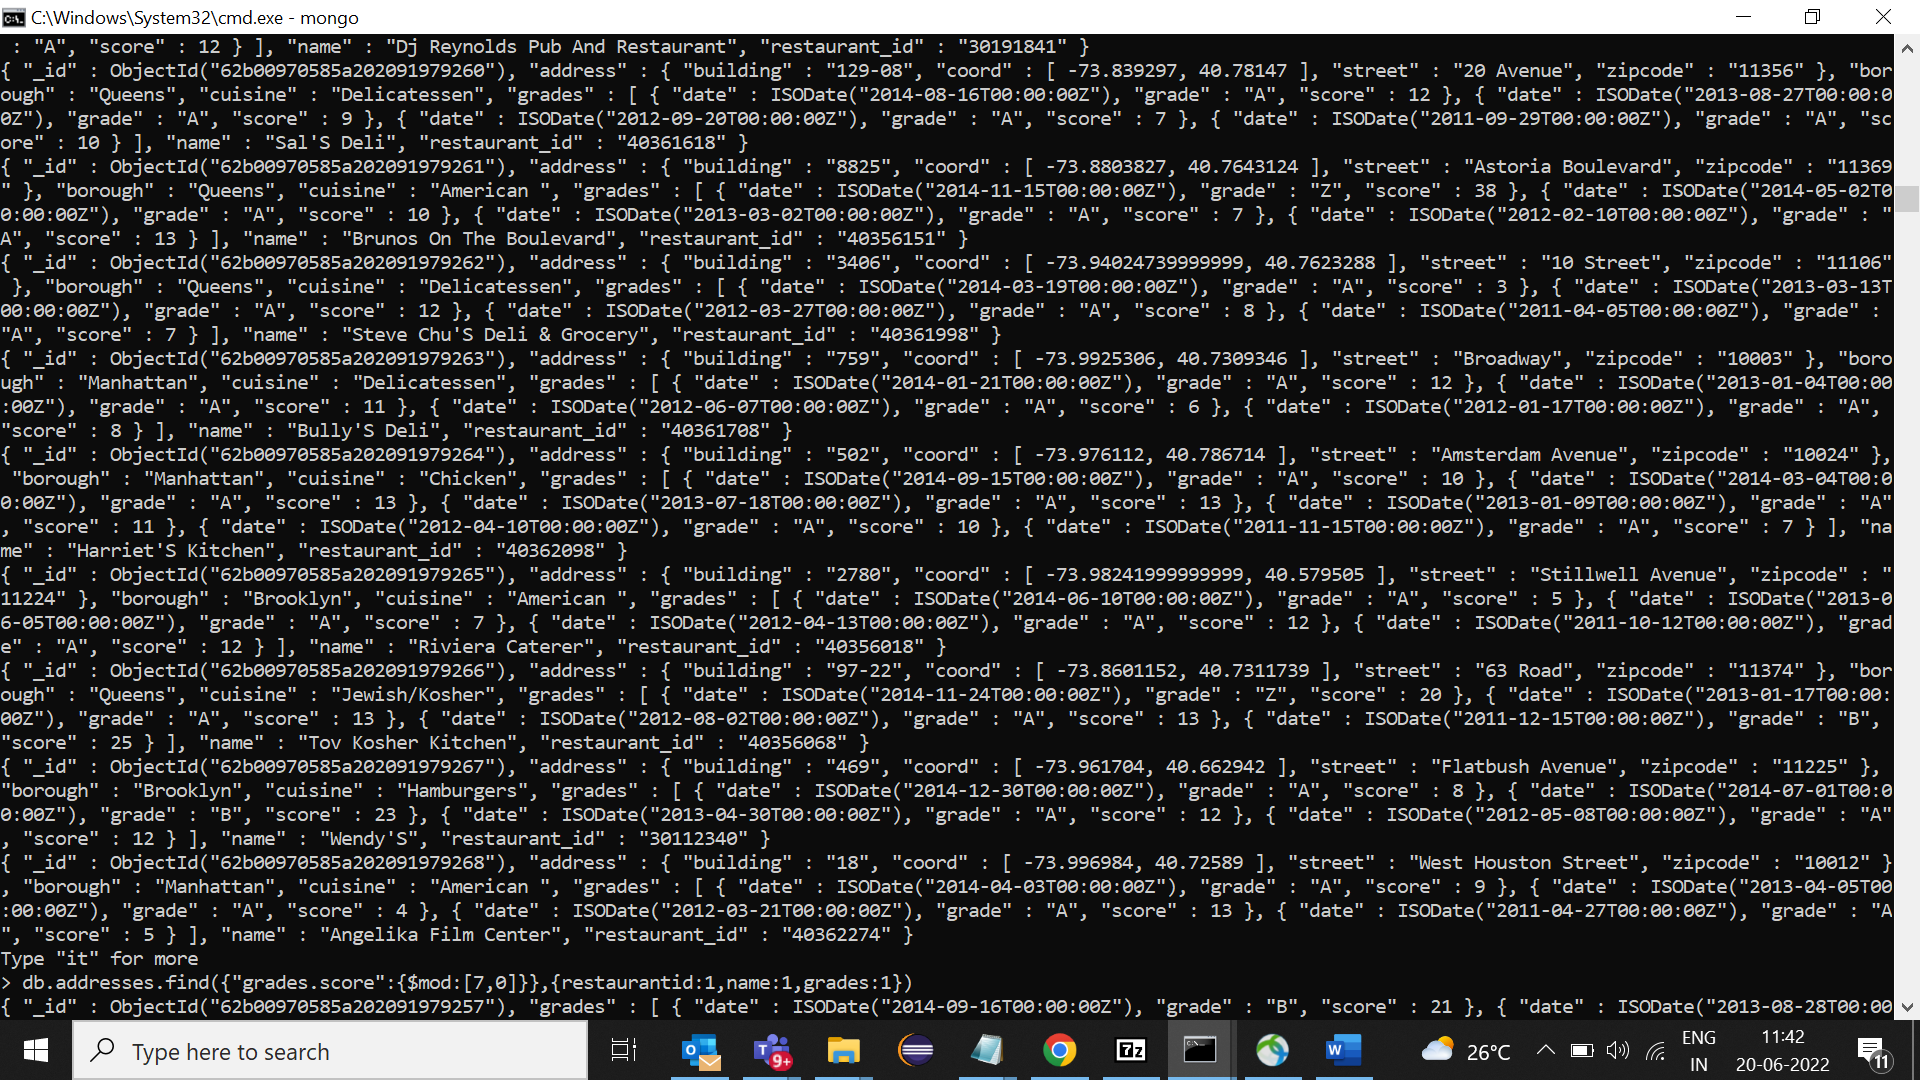 C:\Windows\System32\cmd.exe - mongo
 : "A", "score" : 12 } ], "name" : "Dj Reynolds Pub And Restaurant", "restaurant_id" : "30191841" }
{ "_id" : ObjectId("62b00970585a202091979260"), "address" : { "building" : "129-08", "coord" : [ -73.839297, 40.78147 ], "street" : "20 Avenue", "zipcode" : "11356" }, "bor
ough" : "Queens", "cuisine" : "Delicatessen", "grades" : [ { "date" : ISODate("2014-08-16T00:00:00Z"), "grade" : "A", "score" : 12 }, { "date" : ISODate("2013-08-27T00:00:0
0Z"), "grade" : "A", "score" : 9 }, { "date" : ISODate("2012-09-20T00:00:00Z"), "grade" : "A", "score" : 7 }, { "date" : ISODate("2011-09-29T00:00:00Z"), "grade" : "A", "sc
ore" : 10 } ], "name" : "Sal'S Deli", "restaurant_id" : "40361618" }
{ "_id" : ObjectId("62b00970585a202091979261"), "address" : { "building" : "8825", "coord" : [ -73.8803827, 40.7643124 ], "street" : "Astoria Boulevard", "zipcode" : "11369
" }, "borough" : "Queens", "cuisine" : "American ", "grades" : [ { "date" : ISODate("2014-11-15T00:00:00Z"), "grade" : "Z", "score" : 38 }, { "date" : ISODate("2014-05-02T0
0:00:00Z"), "grade" : "A", "score" : 10 }, { "date" : ISODate("2013-03-02T00:00:00Z"), "grade" : "A", "score" : 7 }, { "date" : ISODate("2012-02-10T00:00:00Z"), "grade" : "
A", "score" : 13 } ], "name" : "Brunos On The Boulevard", "restaurant_id" : "40356151" }
{ "_id" : ObjectId("62b00970585a202091979262"), "address" : { "building" : "3406", "coord" : [ -73.94024739999999, 40.7623288 ], "street" : "10 Street", "zipcode" : "11106"
 }, "borough" : "Queens", "cuisine" : "Delicatessen", "grades" : [ { "date" : ISODate("2014-03-19T00:00:00Z"), "grade" : "A", "score" : 3 }, { "date" : ISODate("2013-03-13T
00:00:00Z"), "grade" : "A", "score" : 12 }, { "date" : ISODate("2012-03-27T00:00:00Z"), "grade" : "A", "score" : 8 }, { "date" : ISODate("2011-04-05T00:00:00Z"), "grade" :
"A", "score" : 7 } ], "name" : "Steve Chu'S Deli & Grocery", "restaurant_id" : "40361998" }
{ "_id" : ObjectId("62b00970585a202091979263"), "address" : { "building" : "759", "coord" : [ -73.9925306, 40.7309346 ], "street" : "Broadway", "zipcode" : "10003" }, "boro
ugh" : "Manhattan", "cuisine" : "Delicatessen", "grades" : [ { "date" : ISODate("2014-01-21T00:00:00Z"), "grade" : "A", "score" : 12 }, { "date" : ISODate("2013-01-04T00:00
:00Z"), "grade" : "A", "score" : 11 }, { "date" : ISODate("2012-06-07T00:00:00Z"), "grade" : "A", "score" : 6 }, { "date" : ISODate("2012-01-17T00:00:00Z"), "grade" : "A",
"score" : 8 } ], "name" : "Bully'S Deli", "restaurant_id" : "40361708" }
{ "_id" : ObjectId("62b00970585a202091979264"), "address" : { "building" : "502", "coord" : [ -73.976112, 40.786714 ], "street" : "Amsterdam Avenue", "zipcode" : "10024" },
 "borough" : "Manhattan", "cuisine" : "Chicken", "grades" : [ { "date" : ISODate("2014-09-15T00:00:00Z"), "grade" : "A", "score" : 10 }, { "date" : ISODate("2014-03-04T00:0
0:00Z"), "grade" : "A", "score" : 13 }, { "date" : ISODate("2013-07-18T00:00:00Z"), "grade" : "A", "score" : 13 }, { "date" : ISODate("2013-01-09T00:00:00Z"), "grade" : "A"
, "score" : 11 }, { "date" : ISODate("2012-04-10T00:00:00Z"), "grade" : "A", "score" : 10 }, { "date" : ISODate("2011-11-15T00:00:00Z"), "grade" : "A", "score" : 7 } ], "na
me" : "Harriet'S Kitchen", "restaurant_id" : "40362098" }
{ "_id" : ObjectId("62b00970585a202091979265"), "address" : { "building" : "2780", "coord" : [ -73.98241999999999, 40.579505 ], "street" : "Stillwell Avenue", "zipcode" : "
11224" }, "borough" : "Brooklyn", "cuisine" : "American ", "grades" : [ { "date" : ISODate("2014-06-10T00:00:00Z"), "grade" : "A", "score" : 5 }, { "date" : ISODate("2013-0
6-05T00:00:00Z"), "grade" : "A", "score" : 7 }, { "date" : ISODate("2012-04-13T00:00:00Z"), "grade" : "A", "score" : 12 }, { "date" : ISODate("2011-10-12T00:00:00Z"), "grad
e" : "A", "score" : 12 } ], "name" : "Riviera Caterer", "restaurant_id" : "40356018" }
{ "_id" : ObjectId("62b00970585a202091979266"), "address" : { "building" : "97-22", "coord" : [ -73.8601152, 40.7311739 ], "street" : "63 Road", "zipcode" : "11374" }, "bor
ough" : "Queens", "cuisine" : "Jewish/Kosher", "grades" : [ { "date" : ISODate("2014-11-24T00:00:00Z"), "grade" : "Z", "score" : 20 }, { "date" : ISODate("2013-01-17T00:00:
00Z"), "grade" : "A", "score" : 13 }, { "date" : ISODate("2012-08-02T00:00:00Z"), "grade" : "A", "score" : 13 }, { "date" : ISODate("2011-12-15T00:00:00Z"), "grade" : "B",
"score" : 25 } ], "name" : "Tov Kosher Kitchen", "restaurant_id" : "40356068" }
{ "_id" : ObjectId("62b00970585a202091979267"), "address" : { "building" : "469", "coord" : [ -73.961704, 40.662942 ], "street" : "Flatbush Avenue", "zipcode" : "11225" },
"borough" : "Brooklyn", "cuisine" : "Hamburgers", "grades" : [ { "date" : ISODate("2014-12-30T00:00:00Z"), "grade" : "A", "score" : 8 }, { "date" : ISODate("2014-07-01T00:0
0:00Z"), "grade" : "B", "score" : 23 }, { "date" : ISODate("2013-04-30T00:00:00Z"), "grade" : "A", "score" : 12 }, { "date" : ISODate("2012-05-08T00:00:00Z"), "grade" : "A"
, "score" : 12 } ], "name" : "Wendy'S", "restaurant_id" : "30112340" }
{ "_id" : ObjectId("62b00970585a202091979268"), "address" : { "building" : "18", "coord" : [ -73.996984, 40.72589 ], "street" : "West Houston Street", "zipcode" : "10012" }
, "borough" : "Manhattan", "cuisine" : "American ", "grades" : [ { "date" : ISODate("2014-04-03T00:00:00Z"), "grade" : "A", "score" : 9 }, { "date" : ISODate("2013-04-05T00
:00:00Z"), "grade" : "A", "score" : 4 }, { "date" : ISODate("2012-03-21T00:00:00Z"), "grade" : "A", "score" : 13 }, { "date" : ISODate("2011-04-27T00:00:00Z"), "grade" : "A
", "score" : 5 } ], "name" : "Angelika Film Center", "restaurant_id" : "40362274" }
Type "it" for more
> db.addresses.find({"grades.score":{$mod:[7,0]}},{restaurantid:1,name:1,grades:1})
{ "_id" : ObjectId("62b00970585a202091979257"), "grades" : [ { "date" : ISODate("2014-09-16T00:00:00Z"), "grade" : "B", "score" : 21 }, { "date" : ISODate("2013-08-28T00:00
Type here to search
9+
26°C
ENG
IN
11:42
20-06-2022
11